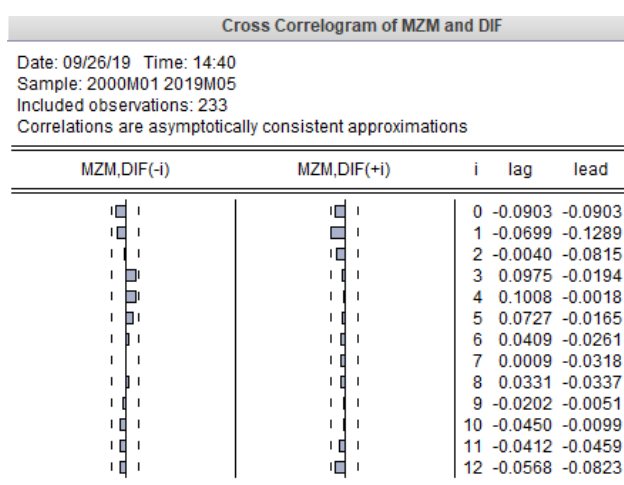 Cross Correlogram of MZM and DIF
Date: 09/26/19 Time: 14:40
Sample: 2000M01 2019M05
Included observations: 233
Correlations are asymptotically consistent approximations
MZM,DIF(-i) MZM,DIF(+i) i lag lead
0 -0.0903 -0.0903
1 -0.0699 -0.1289
2 -0.0040 -0.0815
3 0.0975 -0.0194
4 0.1008 -0.0018
5 0.0727 -0.0165
6 0.0409 -0.0261
7 0.0009 -0.0318
8 0.0331 -0.0337
9 -0.0202 -0.0051
10 -0.0450 -0.0099
11 -0.0412 -0.0459
12 -0.0568 -0.0823